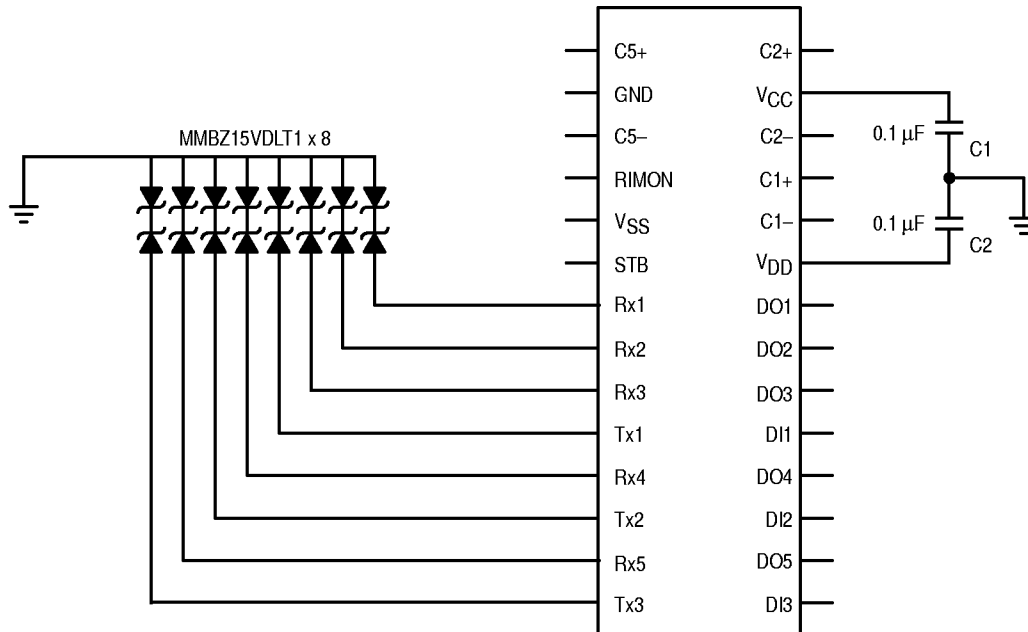 C5+ C2+
GND VCC
MMBZ15VDLT1 x 8
C5– C2–
0.1 µF
C1
RIMON C1+
VSS C1–
0.1 µF
C2
STB VDD
Rx1 DO1
Rx2 DO2
Rx3 DO3
Tx1 DI1
Rx4 DO4
Tx2 DI2
Rx5 DO5
Tx3 DI3